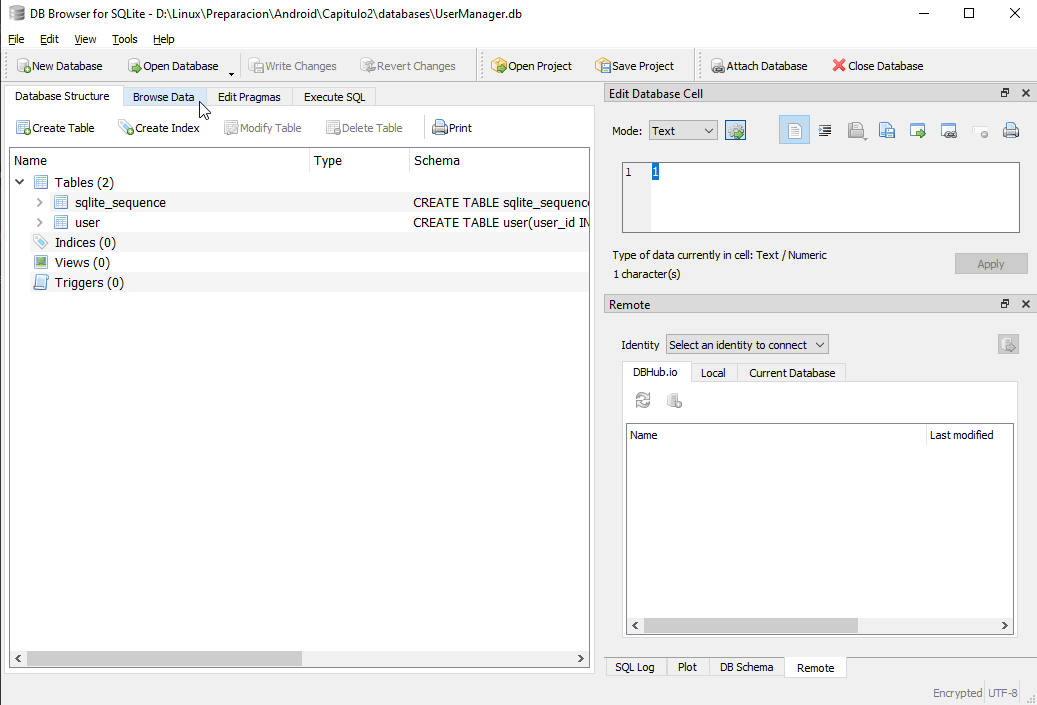 DB Browser for SQLite - D:\Linux\Preparacion\Android\Capitulo2\databases\UserManager.db
File Edit View Tools Help
New Database Open Database Write Changes Revert Changes Open Project Save Project Attach Database Close Database
Database Structure Browse Data Edit Pragmas Execute SQL
Create Table Create Index Modify Table Delete Table Print
Name Type Schema
Tables (2)
sqlite_sequence CREATE TABLE sqlite_sequence
user CREATE TABLE user(user_id IN
Indices (0)
Views (0)
Triggers (0)
Edit Database Cell
Mode: Text
1 1
Type of data currently in cell: Text / Numeric
1 character(s)
Apply
Remote
Identity Select an identity to connect
DBHub.io Local Current Database
Name Last modified
SQL Log Plot DB Schema Remote
Encrypted UTF-8